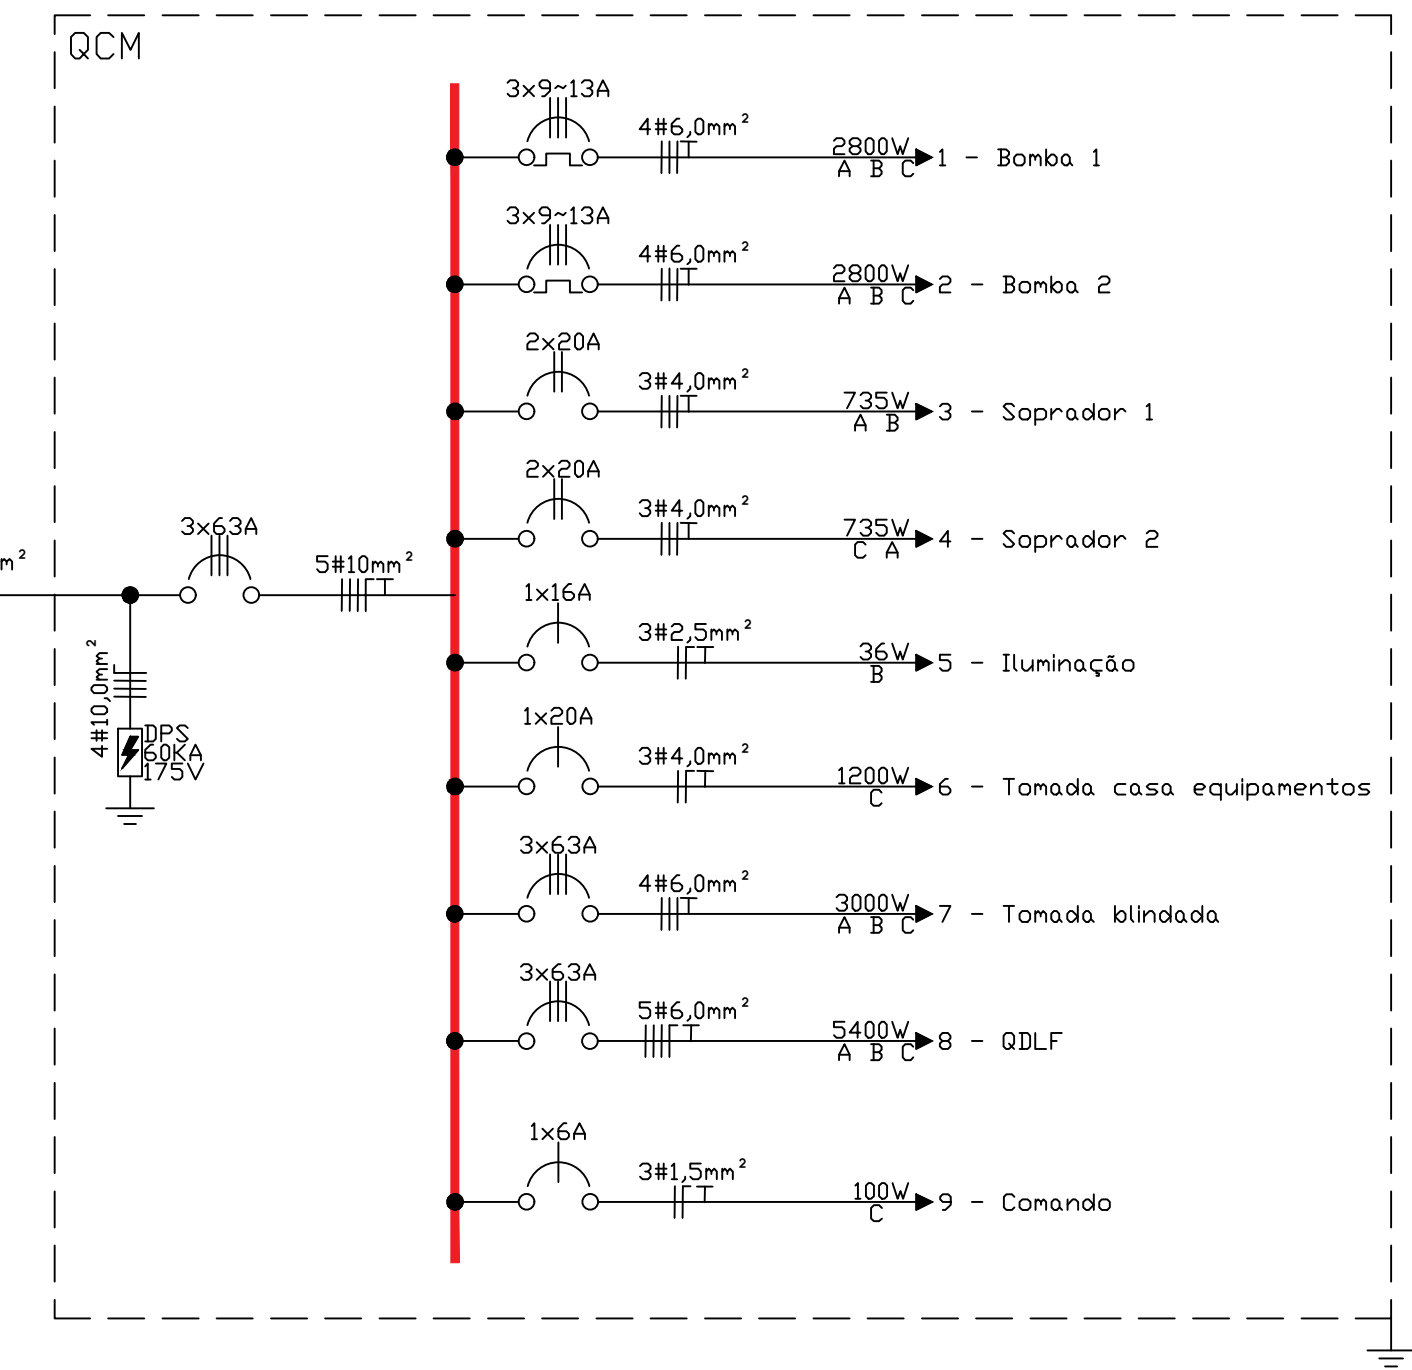 QCM
3x9~13A
4#6,0mm²
2800W
A B C
1 - Bomba 1
3x9~13A
4#6,0mm²
2800W
A B C
2 - Bomba 2
2x20A
3#4,0mm²
735W
A B
3 - Soprador 1
2x20A
3#4,0mm²
735W
C A
4 - Soprador 2
m²
3x63A
5#10mm²
4#10,0mm²
DPS
60KA
175V
1x16A
3#2,5mm²
36W
B
5 - Iluminação
1x20A
3#4,0mm²
1200W
C
6 - Tomada casa equipamentos
3x63A
4#6,0mm²
3000W
A B C
7 - Tomada blindada
3x63A
5#6,0mm²
5400W
A B C
8 - QDLF
1x6A
3#1,5mm²
100W
C
9 - Comando